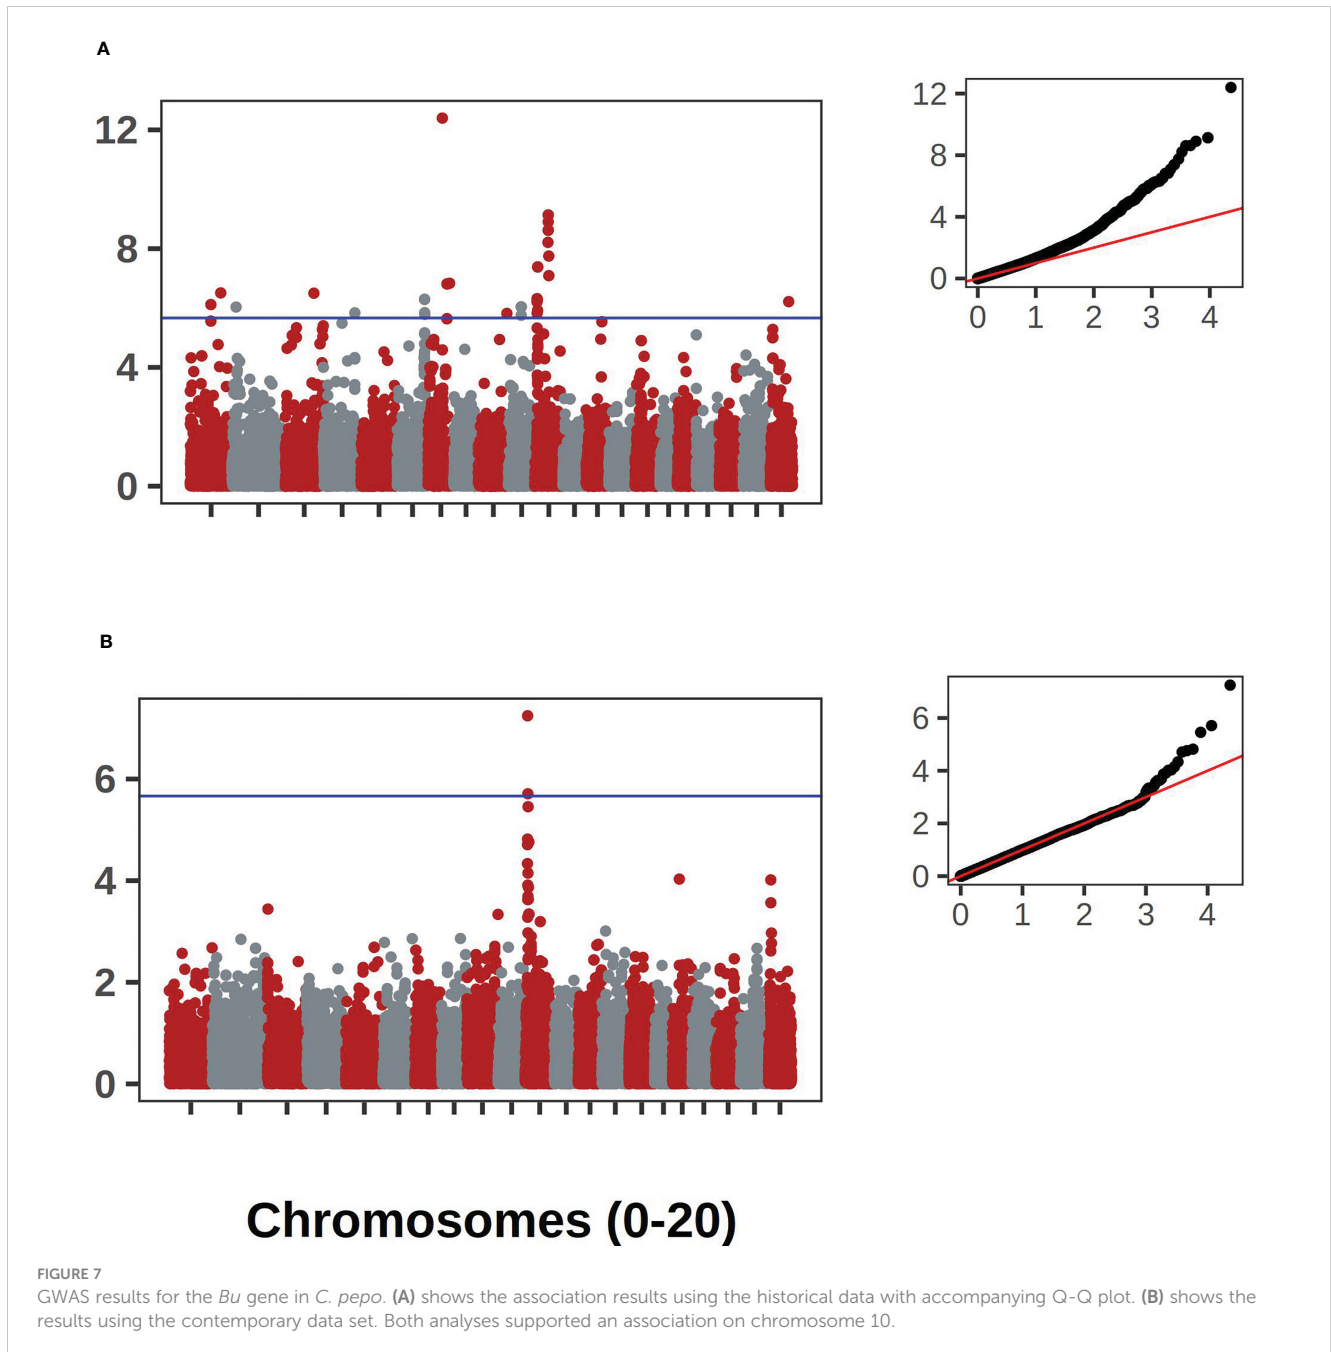 A
12
8
4
0
12
8
4
0
0 1 2 3 4
B
6
4
2
0
6
4
2
0
0 1 2 3 4
Chromosomes (0-20)
FIGURE 7
GWAS results for the Bu gene in C. pepo. (A) shows the association results using the historical data with accompanying Q-Q plot. (B) shows the
results using the contemporary data set. Both analyses supported an association on chromosome 10.